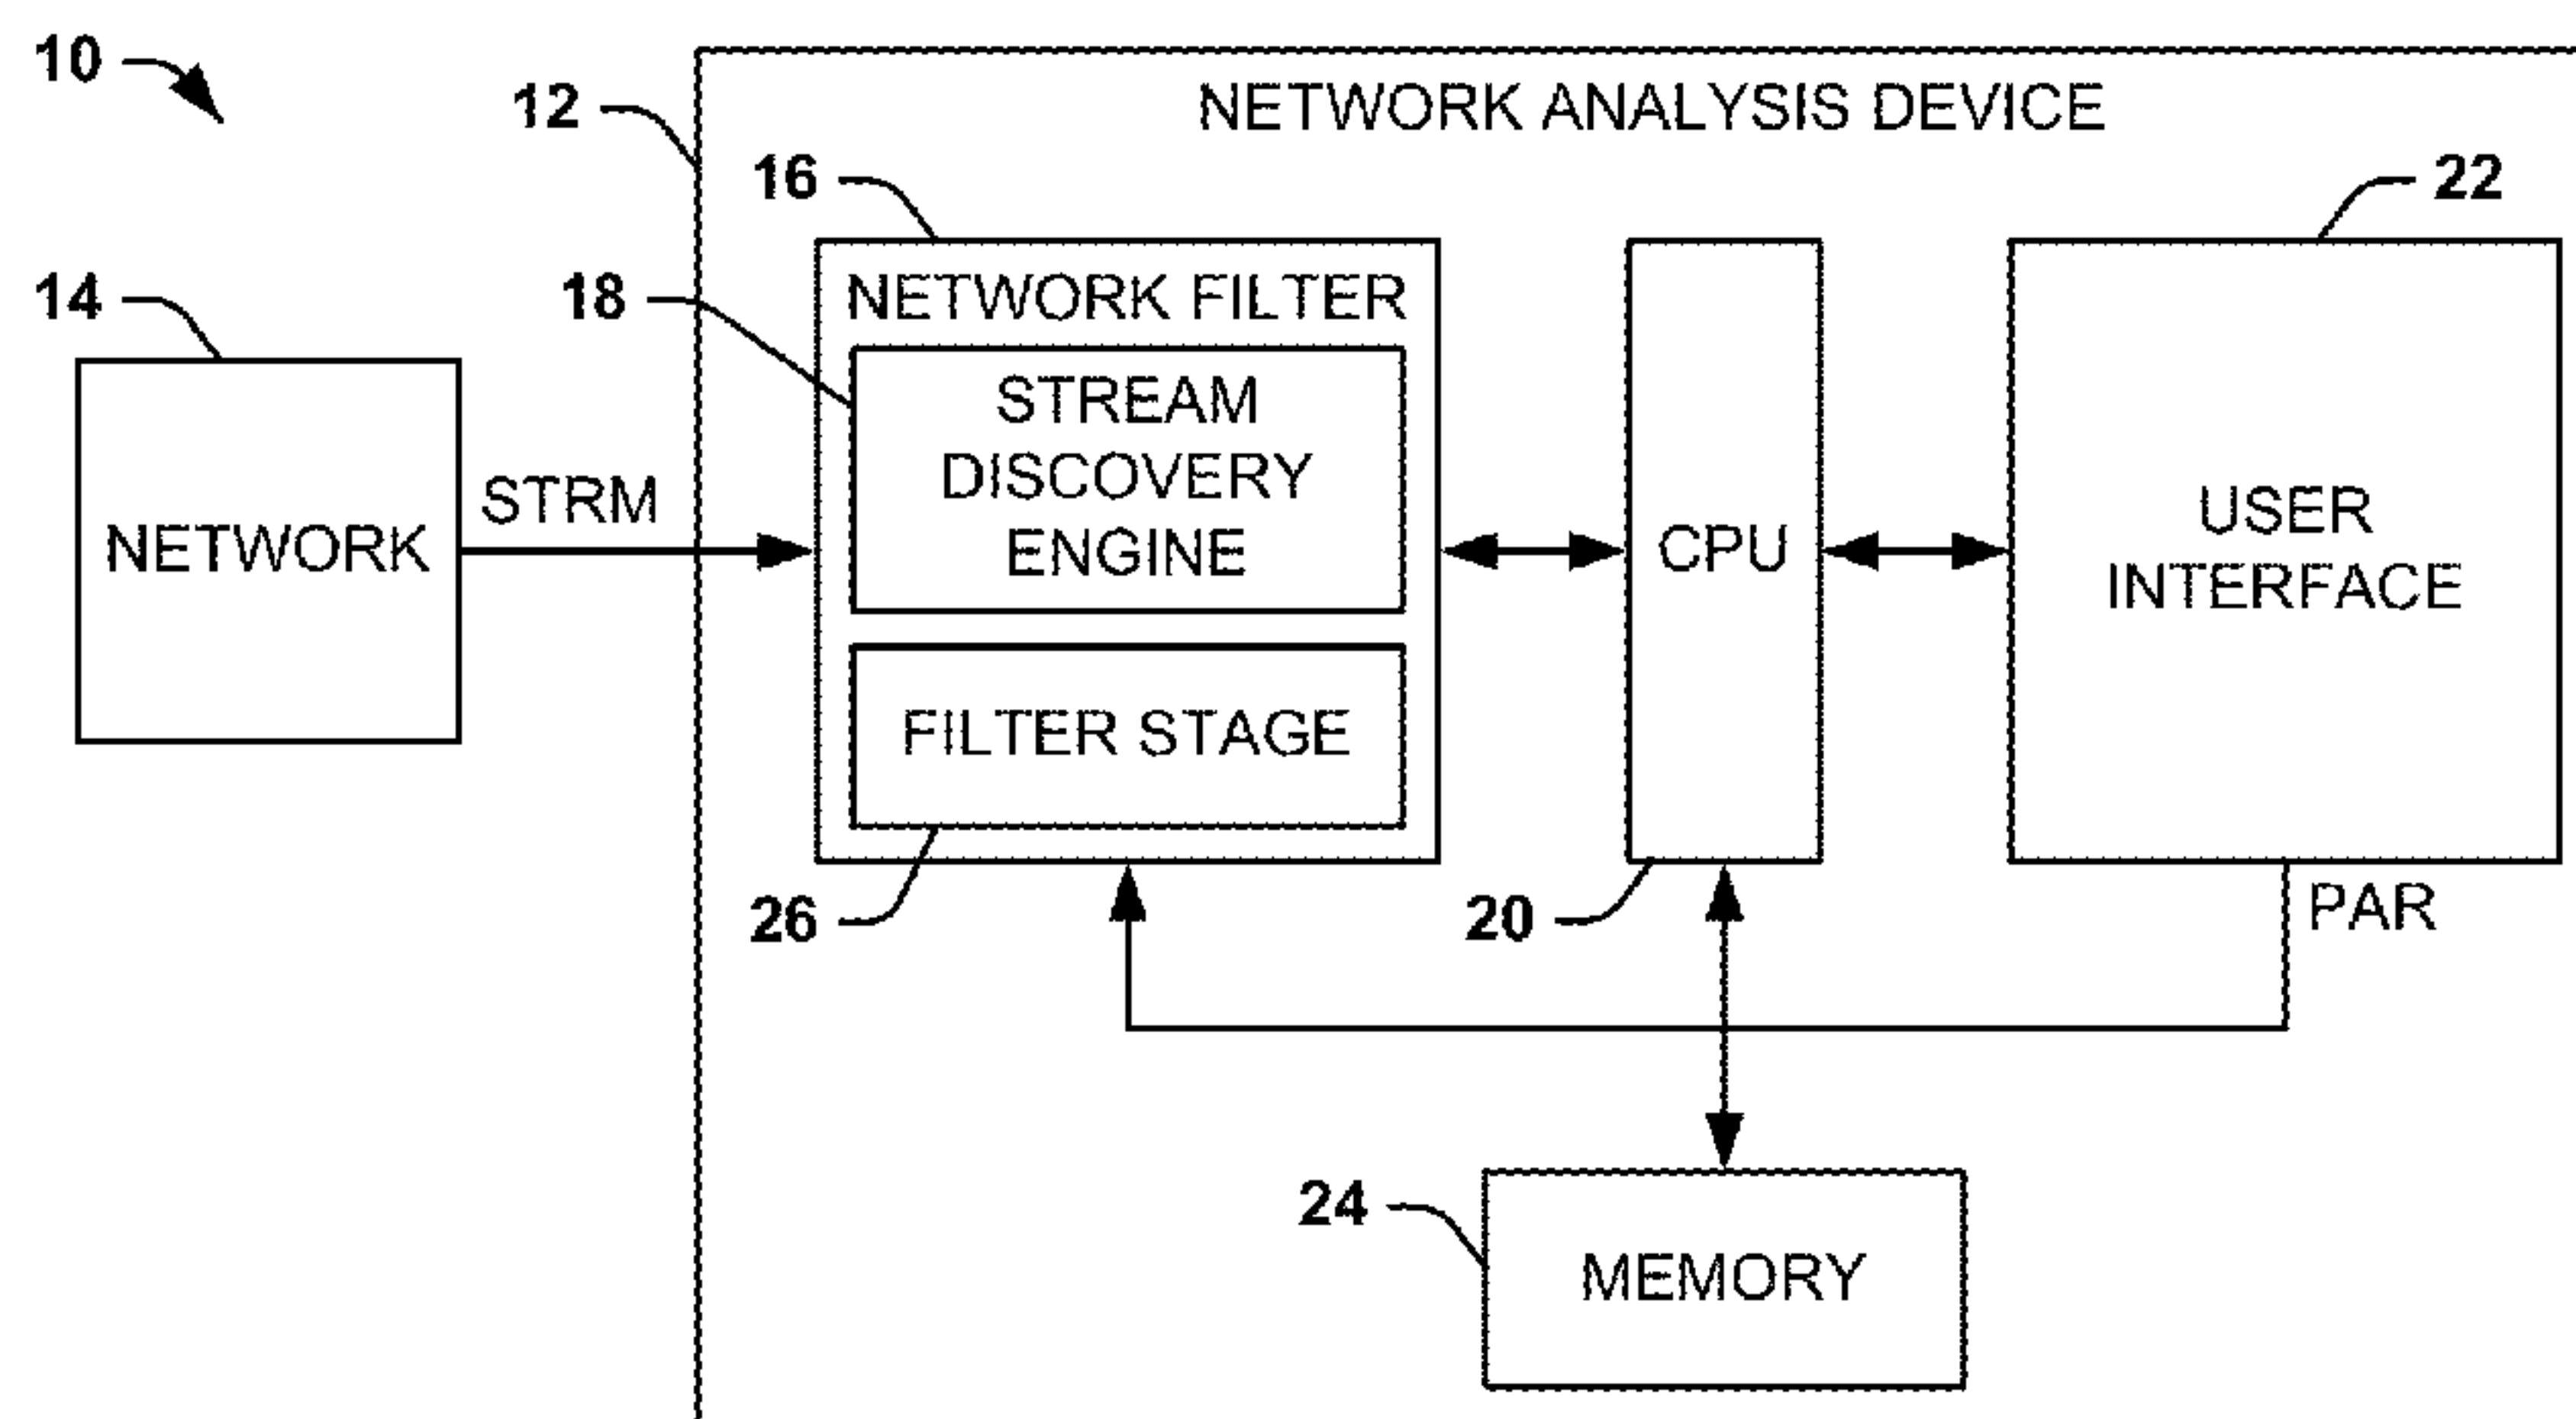 10
12
NETWORK ANALYSIS DEVICE
16
22
14
18
NETWORK FILTER
STREAM
DISCOVERY
ENGINE
NETWORK
STRM
CPU
USER
INTERFACE
FILTER STAGE
26
20
PAR
24
MEMORY